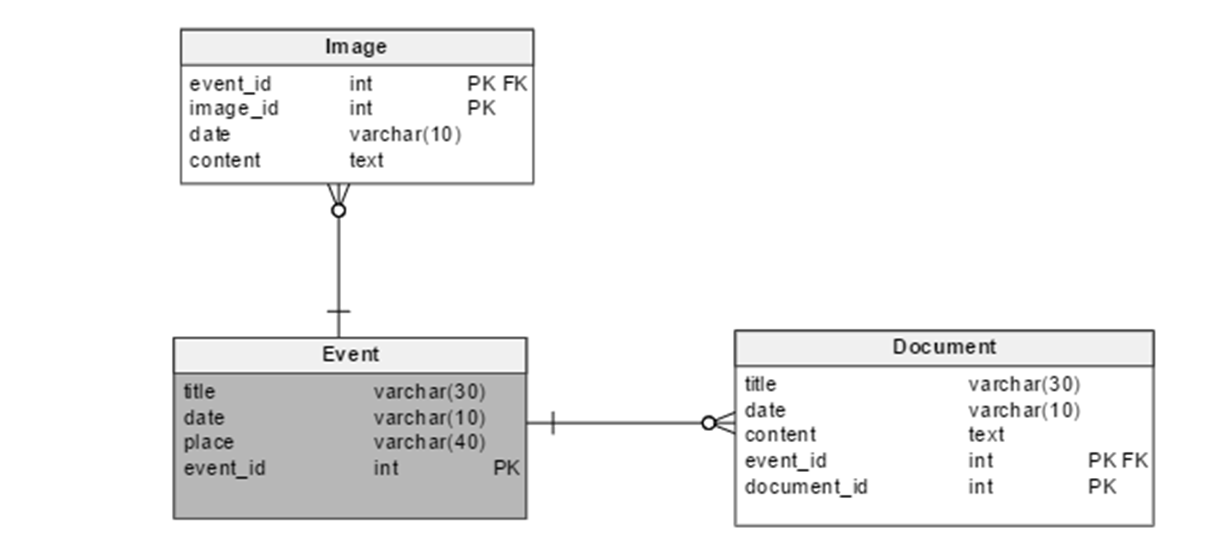 Image
event_id int PK FK
image_id int PK
date varchar(10)
content text
Event
title varchar(30)
date varchar(10)
place varchar(40)
event_id int PK
Document
title varchar(30)
date varchar(10)
content text
event_id int PK FK
document_id int PK